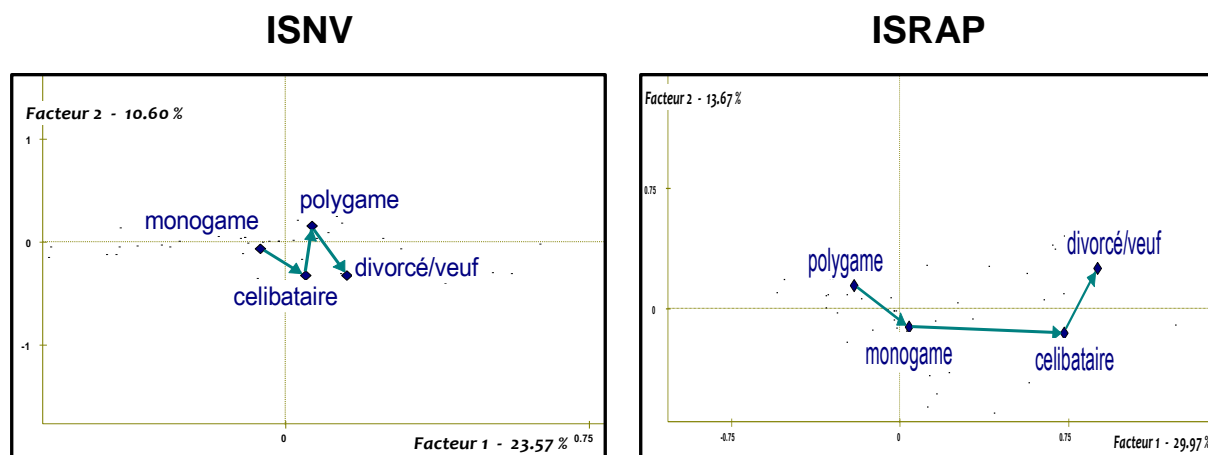 ISNV
Facteur 2 - 10.60 %
1
polygame
monogame
0
divorcé/veuf
celibataire
-1
0
0.75
Facteur 1 - 23.57 %
ISRAP
Facteur 2 - 13.67 %
0.75
divorcé/veuf
polygame
0
monogame
celibataire
-0.75
0
0.75
Facteur 1 - 29.97 %